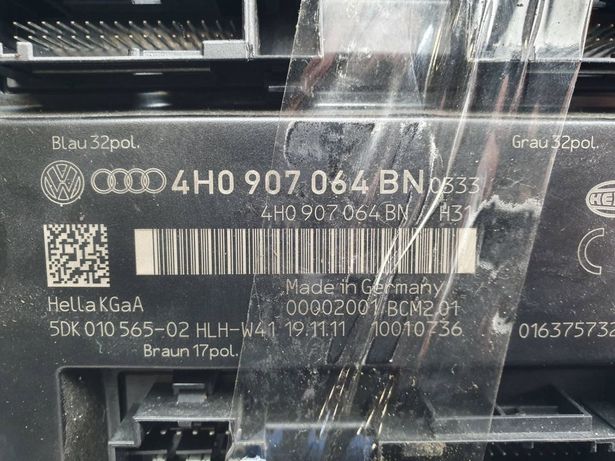 Blau 32pol.
Grau 32pol.
4H0 907 064 BN 0333
4H0 907 064 BN H31
Made in Germany
Hella KGaA
00002001 BCM2 01
5DK 010 565-02 HLH-W41 19.11.11 10010736
Braun 17pol.